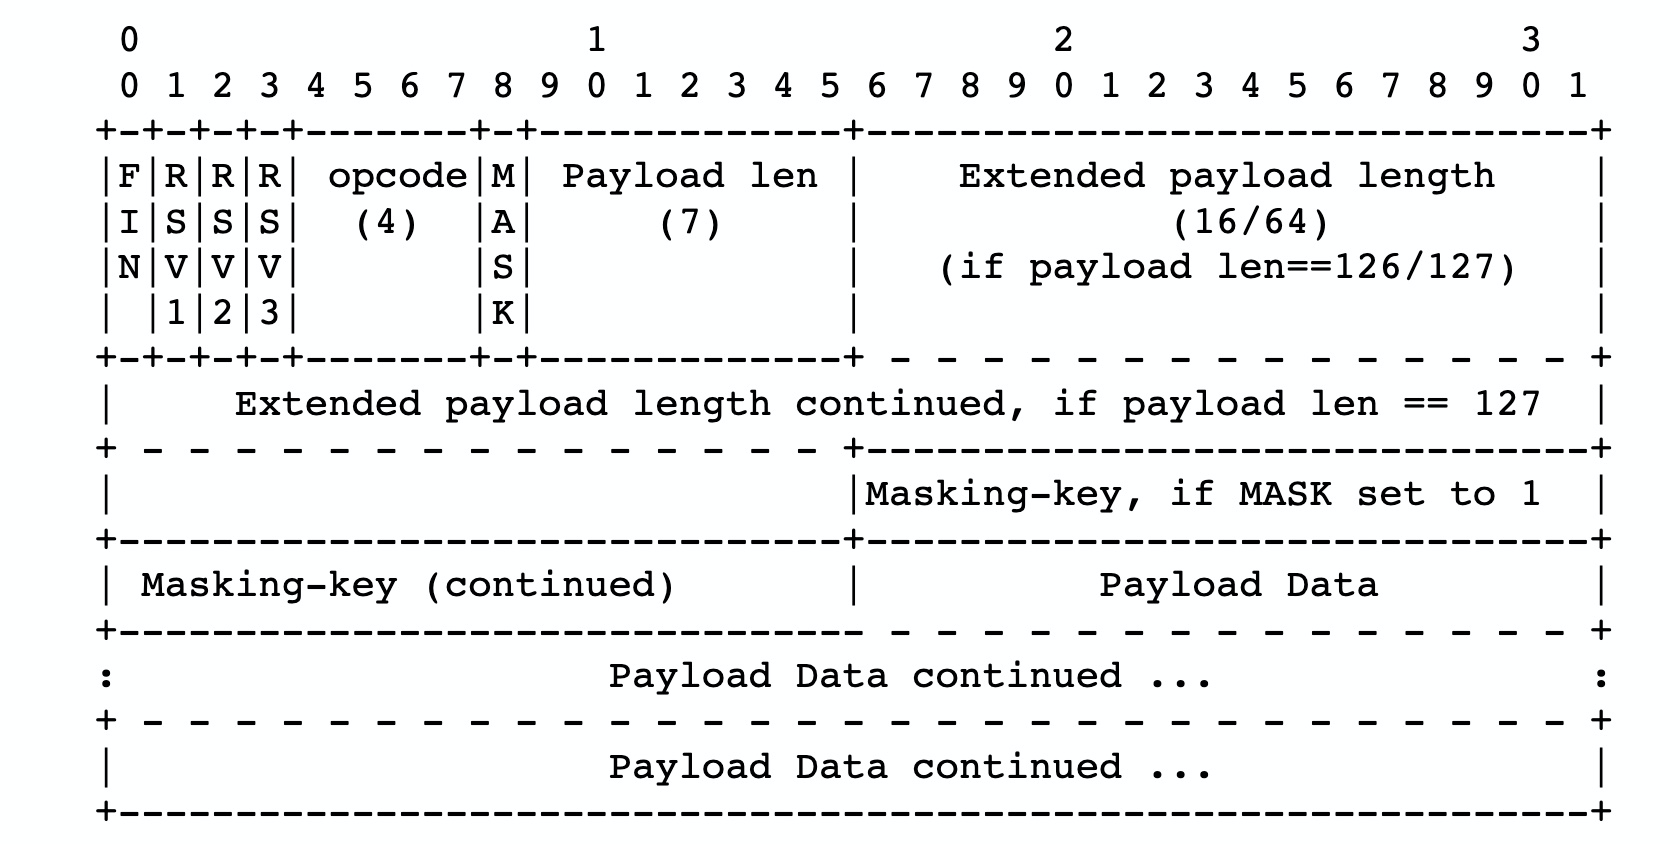 0                   1                   2                   3
 0 1 2 3 4 5 6 7 8 9 0 1 2 3 4 5 6 7 8 9 0 1 2 3 4 5 6 7 8 9 0 1
+-+-+-+-+-------+-+-------------+-------------------------------+
|F|R|R|R| opcode|M| Payload len |    Extended payload length    |
|I|S|S|S|  (4)  |A|     (7)     |             (16/64)           |
|N|V|V|V|       |S|             |   (if payload len==126/127)   |
| |1|2|3|       |K|             |                               |
+-+-+-+-+-------+-+-------------+ - - - - - - - - - - - - - - - +
|     Extended payload length continued, if payload len == 127  |
+ - - - - - - - - - - - - - - - +-------------------------------+
|                               |Masking-key, if MASK set to 1  |
+-------------------------------+-------------------------------+
| Masking-key (continued)       |          Payload Data         |
+-------------------------------- - - - - - - - - - - - - - - - +
:                     Payload Data continued ...                :
+ - - - - - - - - - - - - - - - - - - - - - - - - - - - - - - - +
|                     Payload Data continued ...                |
+---------------------------------------------------------------+